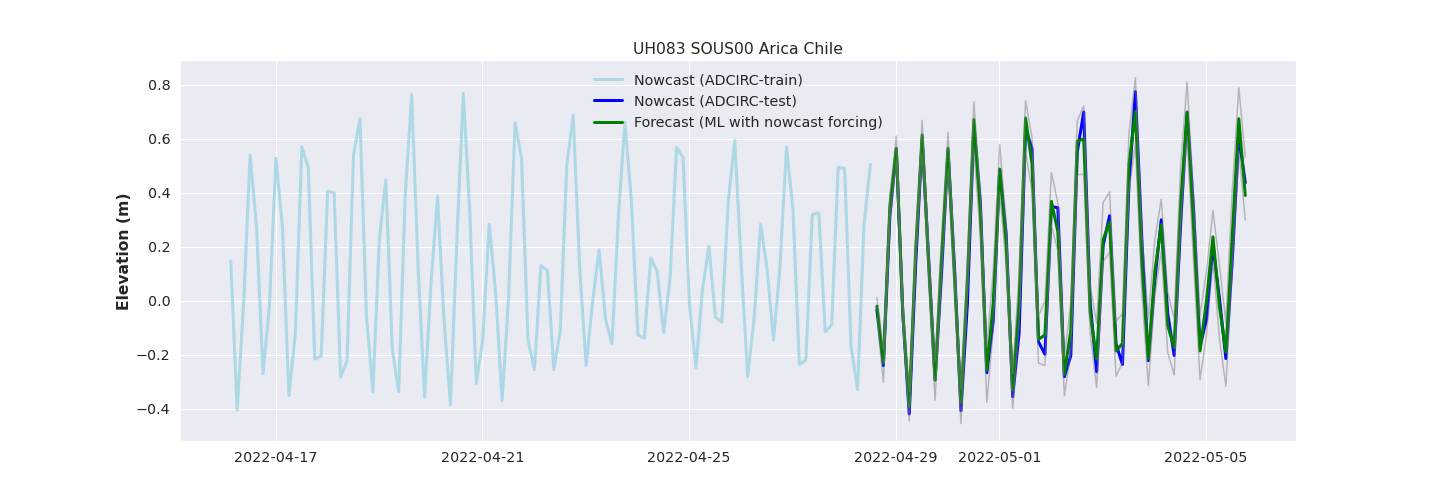 UH083 SOUS00 Arica Chile
Nowcast (ADCIRC-train)
Nowcast (ADCIRC-test)
Forecast (ML with nowcast forcing)
Elevation (m)
0.8
0.6
0.4
0.2
0.0
−0.2
−0.4
2022-04-17 2022-04-21 2022-04-25 2022-04-29 2022-05-01 2022-05-05